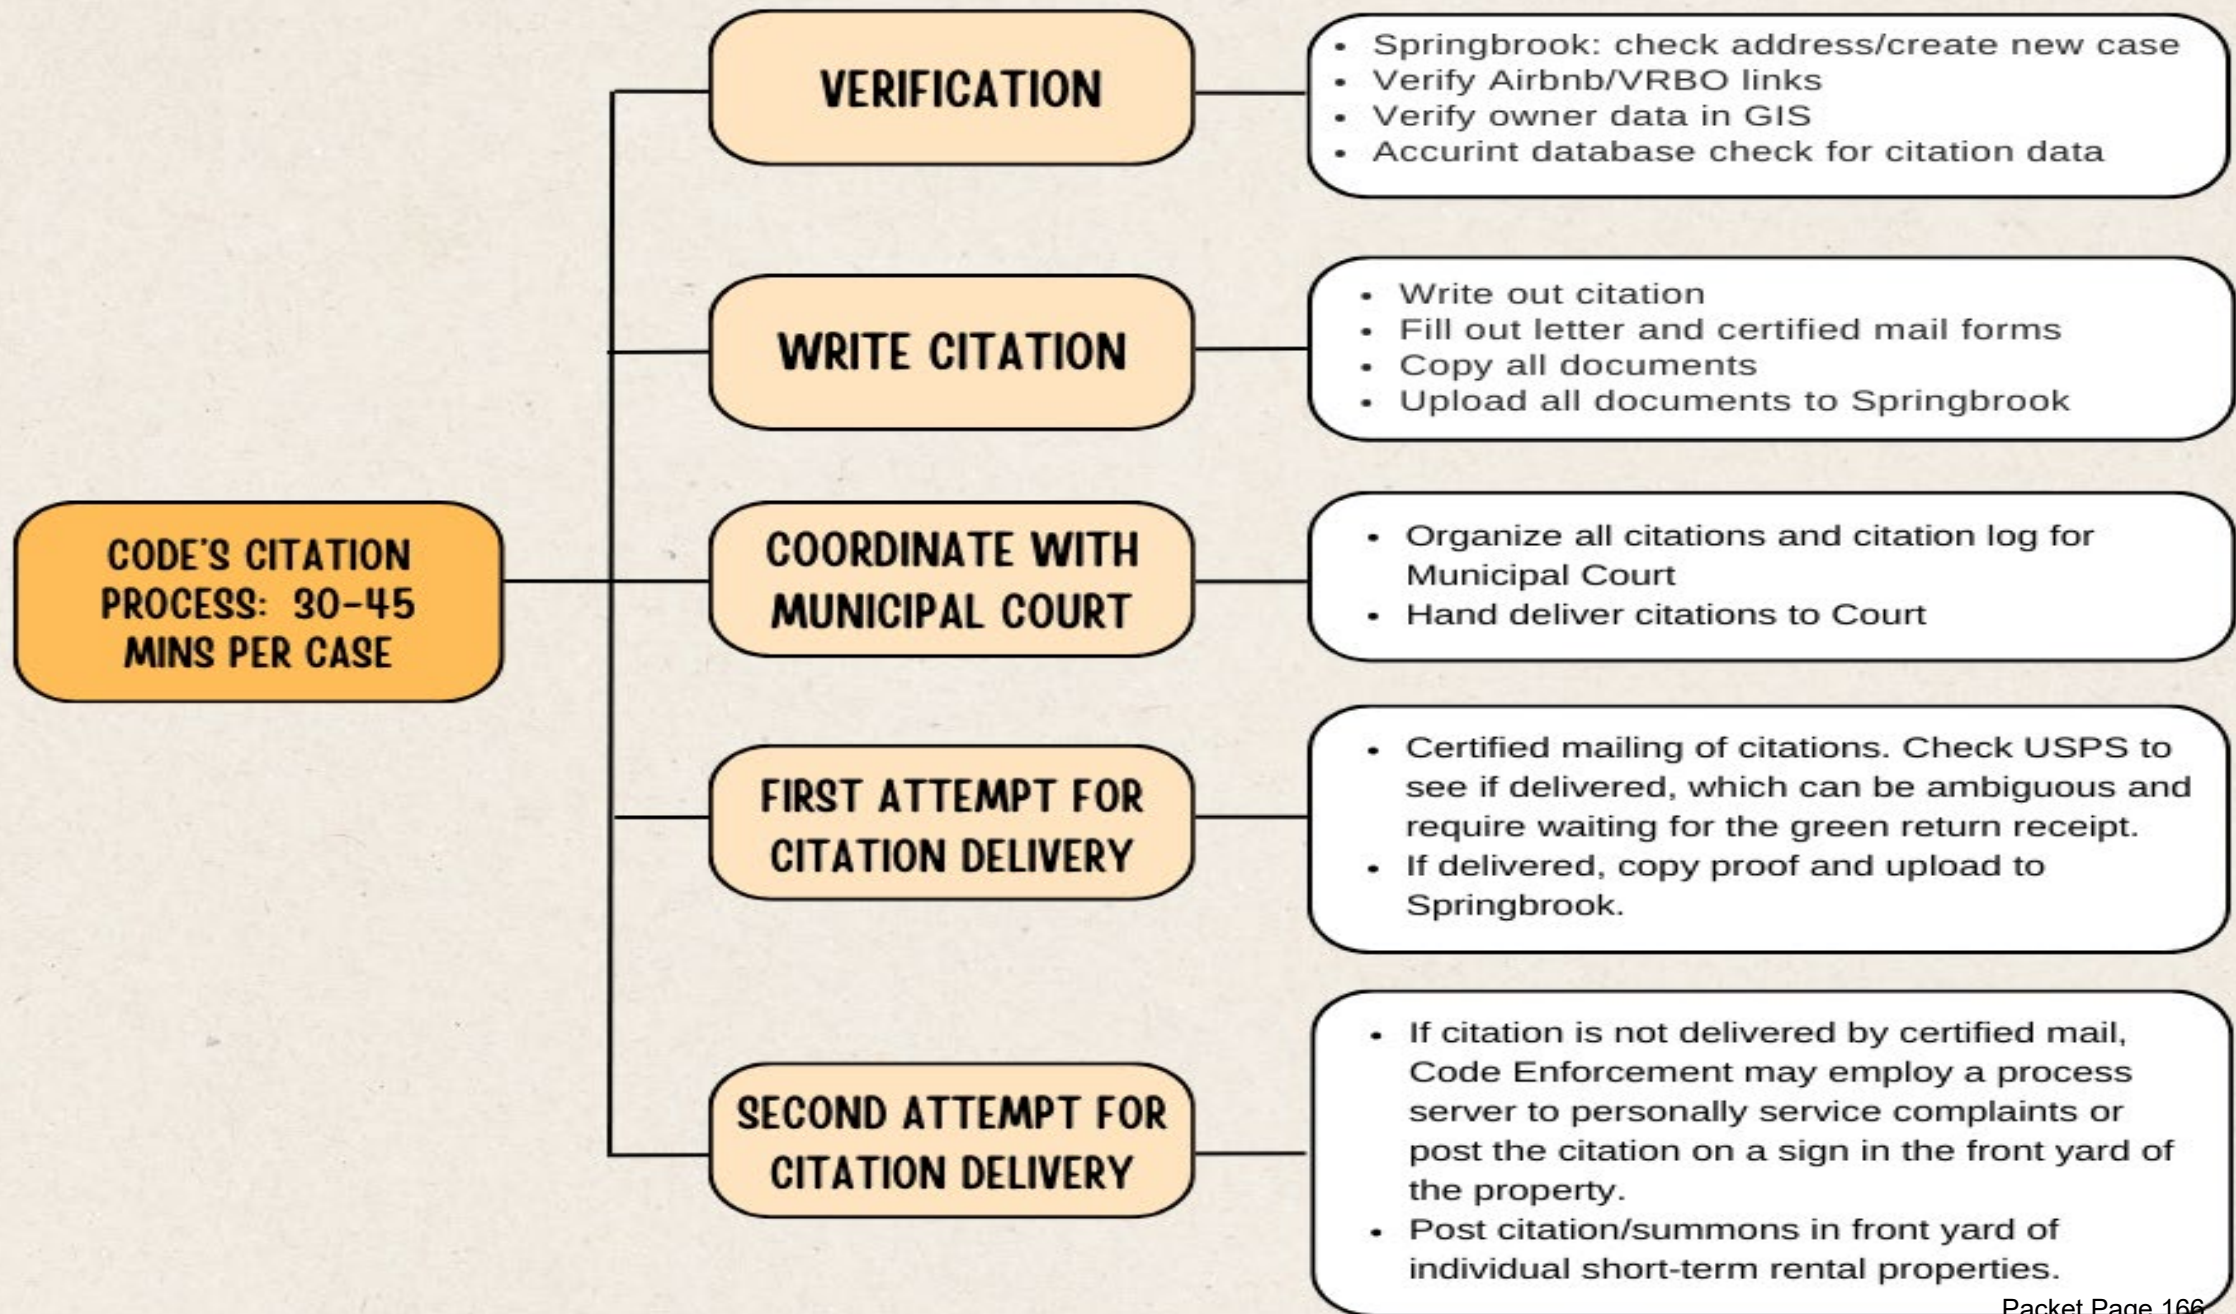 CODE'S CITATION
PROCESS: 30-45
MINS PER CASE
VERIFICATION
• Springbrook: check address/create new case
• Verify Airbnb/VRBO links
• Verify owner data in GIS
• Accurint database check for citation data
WRITE CITATION
• Write out citation
• Fill out letter and certified mail forms
• Copy all documents
• Upload all documents to Springbrook
COORDINATE WITH
MUNICIPAL COURT
• Organize all citations and citation log for
Municipal Court
• Hand deliver citations to Court
FIRST ATTEMPT FOR
CITATION DELIVERY
• Certified mailing of citations. Check USPS to
see if delivered, which can be ambiguous and
require waiting for the green return receipt.
• If delivered, copy proof and upload to
Springbrook.
SECOND ATTEMPT FOR
CITATION DELIVERY
• If citation is not delivered by certified mail,
Code Enforcement may employ a process
server to personally service complaints or
post the citation on a sign in the front yard of
the property.
• Post citation/summons in front yard of
individual short-term rental properties.
Packet Page 166